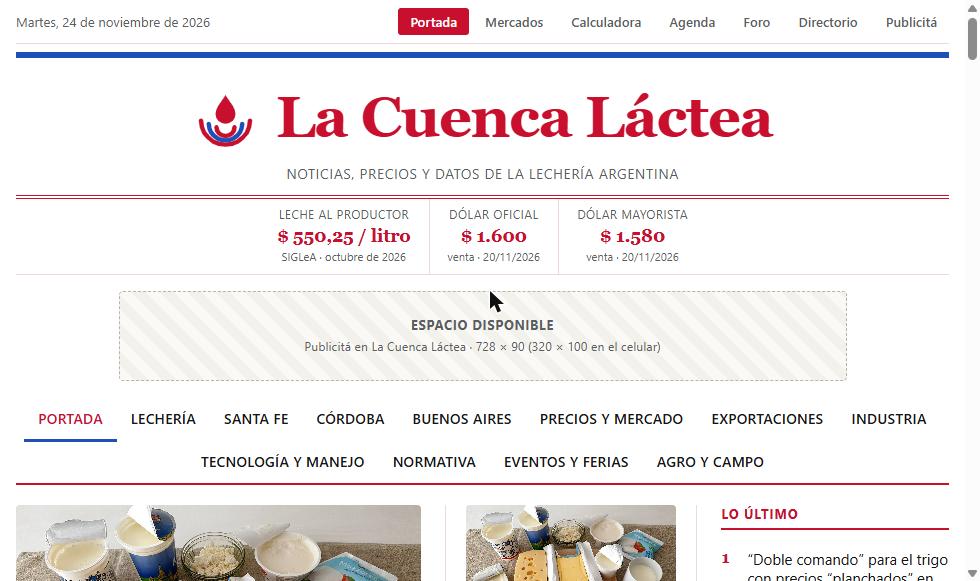 Martes, 24 de noviembre de 2026
Portada
Mercados
Calculadora
Agenda
Foro
Directorio
Publicitá
La Cuenca Láctea
NOTICIAS, PRECIOS Y DATOS DE LA LECHERÍA ARGENTINA
LECHE AL PRODUCTOR
$ 550,25 / litro
SIGLeA · octubre de 2026
DÓLAR OFICIAL
$ 1.600
venta · 20/11/2026
DÓLAR MAYORISTA
$ 1.580
venta · 20/11/2026
ESPACIO DISPONIBLE
Publicitá en La Cuenca Láctea · 728 × 90 (320 × 100 en el celular)
PORTADA
LECHERÍA
SANTA FE
CÓRDOBA
BUENOS AIRES
PRECIOS Y MERCADO
EXPORTACIONES
INDUSTRIA
TECNOLOGÍA Y MANEJO
NORMATIVA
EVENTOS Y FERIAS
AGRO Y CAMPO
LO ÚLTIMO
1 “Doble comando” para el trigo
con precios “planchados” en